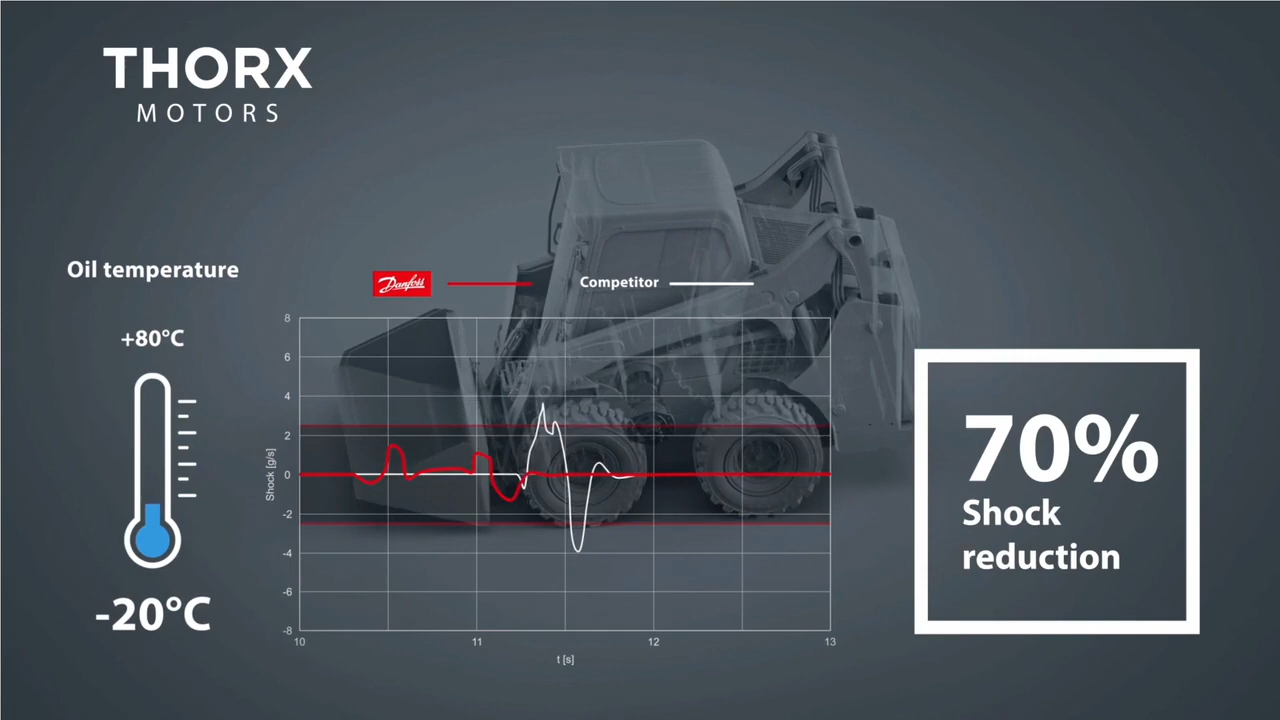 THORX
MOTORS
Oil temperature
+80°C
-20°C
Danfoss
Competitor
8
6
4
2
0
-2
-4
-6
-8
Shock [g/s]
10
11
12
13
t [s]
70%
Shock
reduction